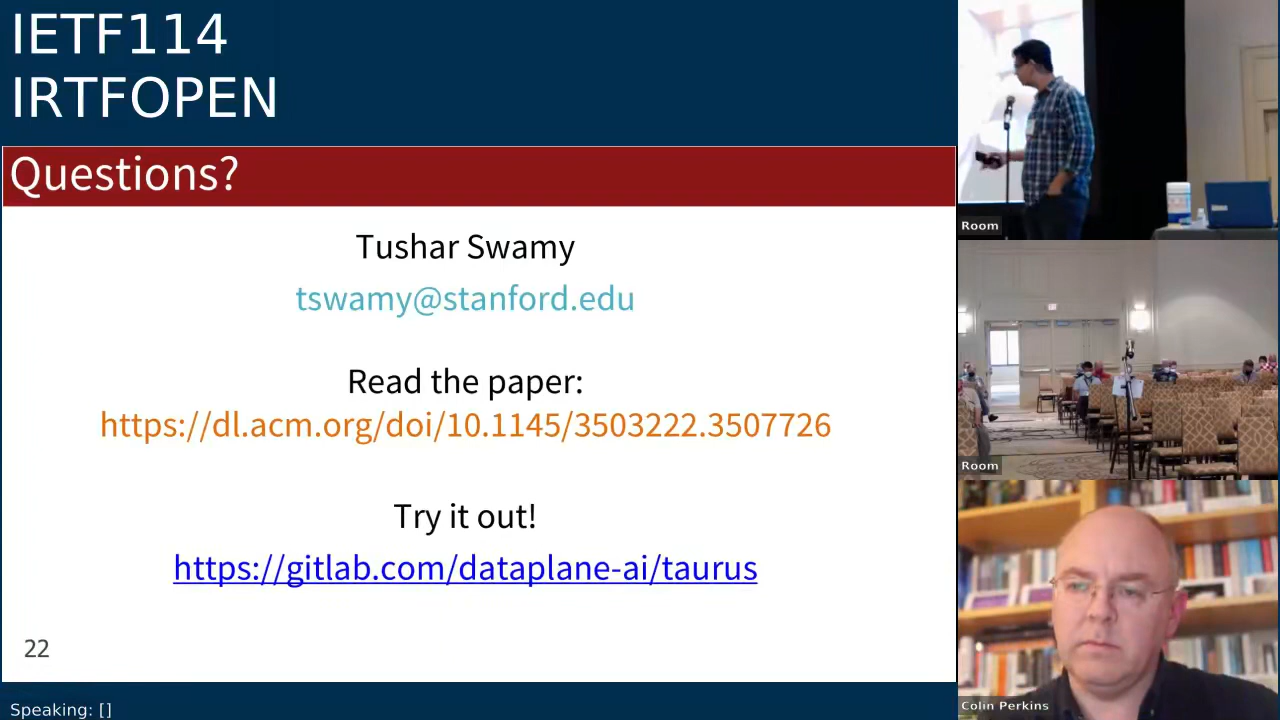 IETF114
IRTFOPEN
Questions?
Tushar Swamy
tswamy@stanford.edu
Read the paper:
https://dl.acm.org/doi/10.1145/3503222.3507726
Try it out!
https://gitlab.com/dataplane-ai/taurus
22
Speaking: []
Room
Room
Colin Perkins